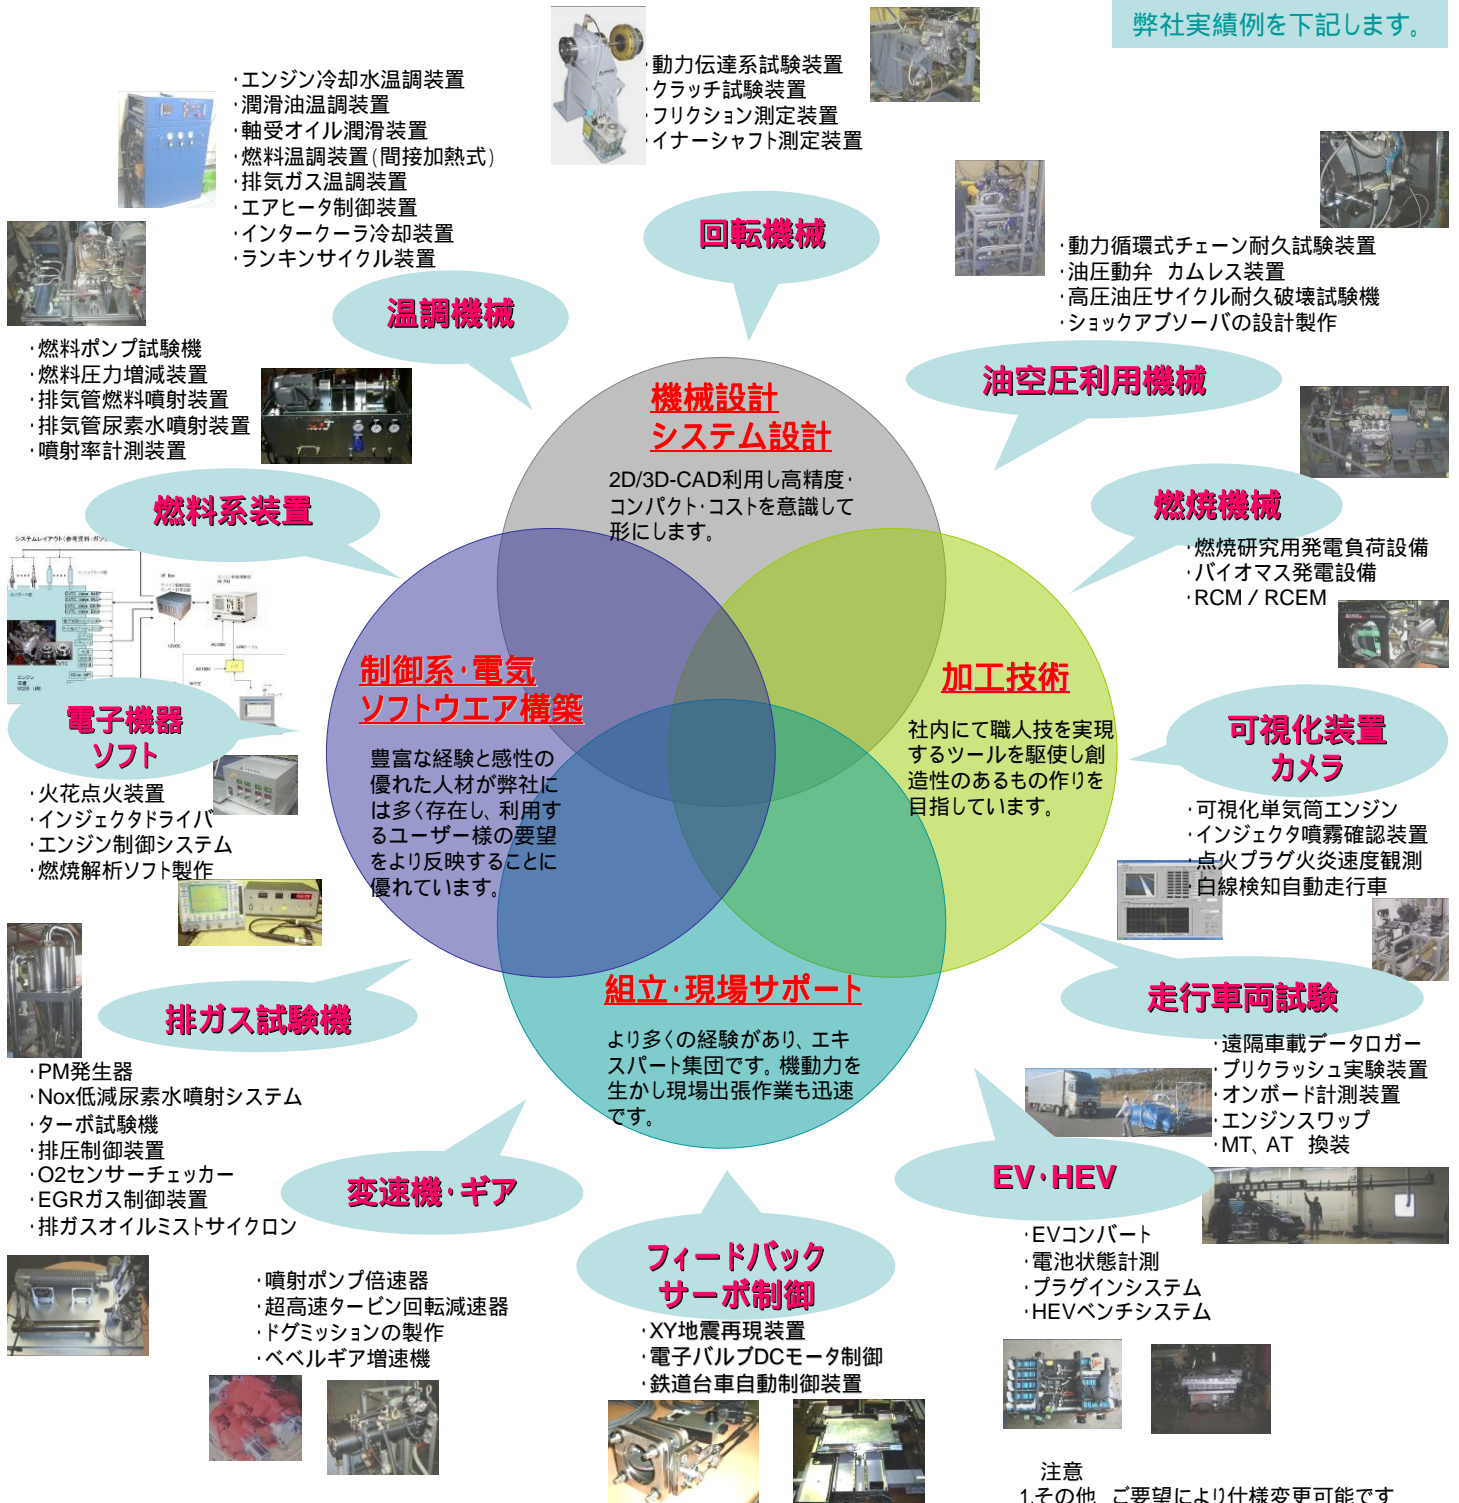 弊社実績例を下記します。
・エンジン冷却水温調装置
・潤滑油温調装置
・軸受オイル潤滑装置
・燃料温調装置(間接加熱式)
・排気ガス温調装置
・エアヒータ制御装置
・インタークーラ冷却装置
・ランキンサイクル装置
温調機械
・動力伝達系試験装置
・クラッチ試験装置
・フリクション測定装置
・イナーシャフト測定装置
回転機械
・動力循環式チェーン耐久試験装置
・油圧動弁 カムレス装置
・高圧油圧サイクル耐久破壊試験機
・ショックアブソーバの設計製作
油空圧利用機械
・燃料ポンプ試験機
・燃料圧力増減装置
・排気管燃料噴射装置
・排気管尿素水噴射装置
・噴射率計測装置
燃料系装置
機械設計
システム設計
2D/3D-CAD利用し高精度・
コンパクト・コストを意識して
形にします。
燃焼機械
・燃焼研究用発電負荷設備
・バイオマス発電設備
・RCM / RCEM
制御系・電気
ソフトウエア構築
豊富な経験と感性の
優れた人材が弊社に
は多く存在し、利用す
るユーザー様の要望
をより反映することに
優れています。
加工技術
社内にて職人技を実現
するツールを駆使し創
造性のあるもの作りを
目指しています。
電子機器
ソフト
・火花点火装置
・インジェクタドライバ
・エンジン制御システム
・燃焼解析ソフト製作
可視化装置
カメラ
・可視化単気筒エンジン
・インジェクタ噴霧確認装置
・点火プラグ火炎速度観測
・白線検知自動走行車
組立・現場サポート
より多くの経験があり、エキ
スパート集団です。機動力を
生かし現場出張作業も迅速
です。
排ガス試験機
・PM発生器
・Nox低減尿素水噴射システム
・ターボ試験機
・排圧制御装置
・O2センサーチェッカー
・EGRガス制御装置
・排ガスオイルミストサイクロン
走行車両試験
・遠隔車載データロガー
・プリクラッシュ実験装置
・オンボード計測装置
・エンジンスワップ
・MT、AT 換装
変速機・ギア
・噴射ポンプ倍速器
・超高速タービン回転減速器
・ドグミッションの製作
・ベベルギア増速機
フィードバック
サーボ制御
・XY地震再現装置
・電子バルブDCモータ制御
・鉄道台車自動制御装置
EV・HEV
・EVコンバート
・電池状態計測
・プラグインシステム
・HEVベンチシステム
注意
1.その他 ご要望により仕様変更可能です